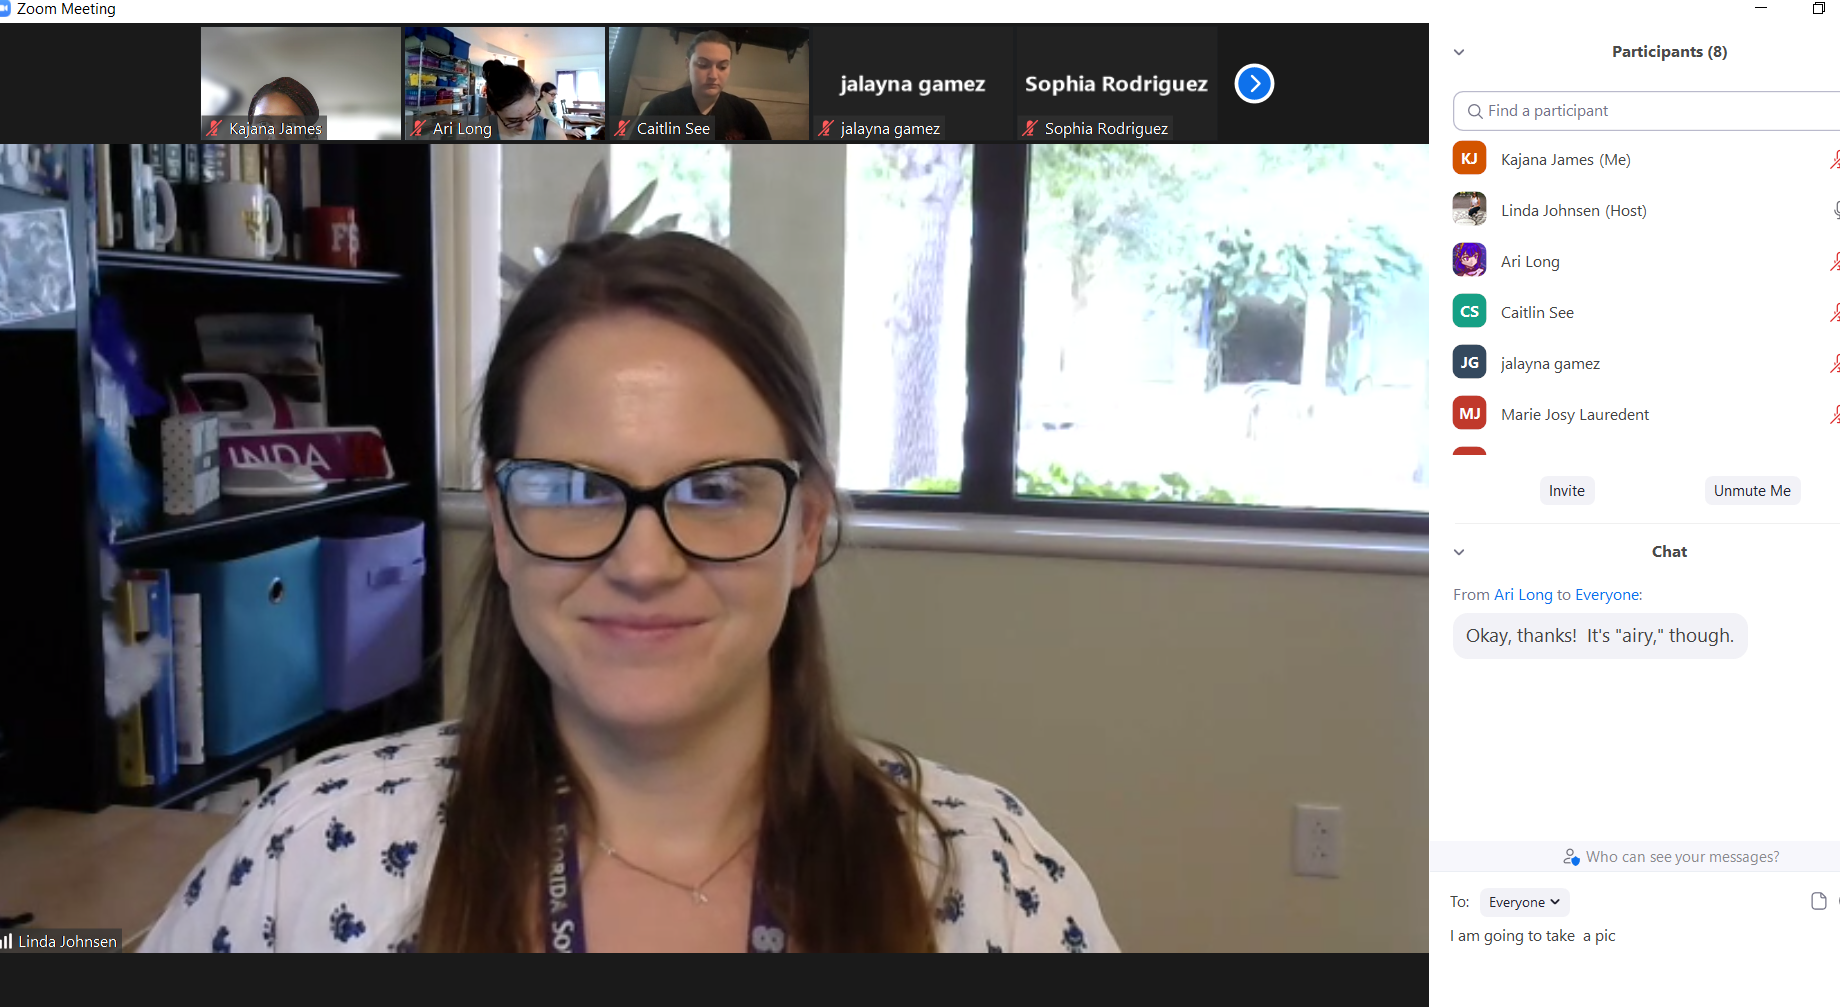 Zoom Meeting
Kajana James
Ari Long
Caitlin See
jalayna gamez
jalayna gamez
Sophia Rodriguez
Sophia Rodriguez
FS
LINDA
FLORIDA SO
Linda Johnsen
Participants (8)
Find a participant
KJ Kajana James (Me)
Linda Johnsen (Host)
Ari Long
CS Caitlin See
JG jalayna gamez
MJ Marie Josy Lauredent
Invite
Unmute Me
Chat
From Ari Long to Everyone:
Okay, thanks!  It's "airy," though.
Who can see your messages?
To: Everyone
I am going to take  a pic